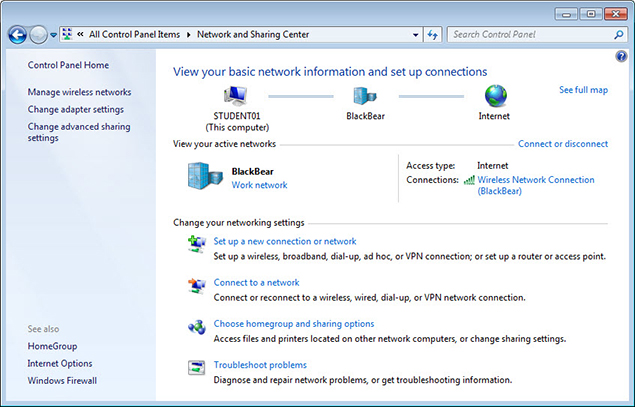 « All Control Panel Items ▸ Network and Sharing Center
Search Control Panel
Control Panel Home
Manage wireless networks
Change adapter settings
Change advanced sharing
settings
See also
HomeGroup
Internet Options
Windows Firewall
View your basic network information and set up connections
STUDENT01
(This computer)
BlackBear
Internet
See full map
View your active networks
Connect or disconnect
BlackBear
Work network
Access type: Internet
Connections: Wireless Network Connection
(BlackBear)
Change your networking settings
Set up a new connection or network
Set up a wireless, broadband, dial-up, ad hoc, or VPN connection; or set up a router or access point.
Connect to a network
Connect or reconnect to a wireless, wired, dial-up, or VPN network connection.
Choose homegroup and sharing options
Access files and printers located on other network computers, or change sharing settings.
Troubleshoot problems
Diagnose and repair network problems, or get troubleshooting information.